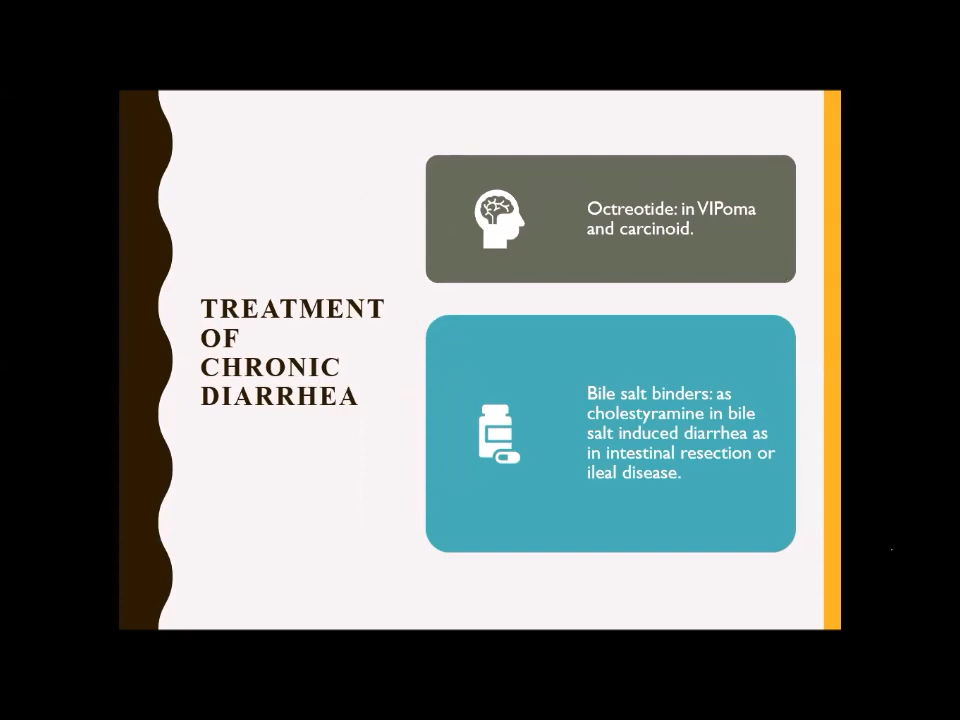 TREATMENT
OF
CHRONIC
DIARRHEA
Octreotide: in VIPoma
and carcinoid.
Bile salt binders: as
cholestyramine in bile
salt induced diarrhea as
in intestinal resection or
ileal disease.